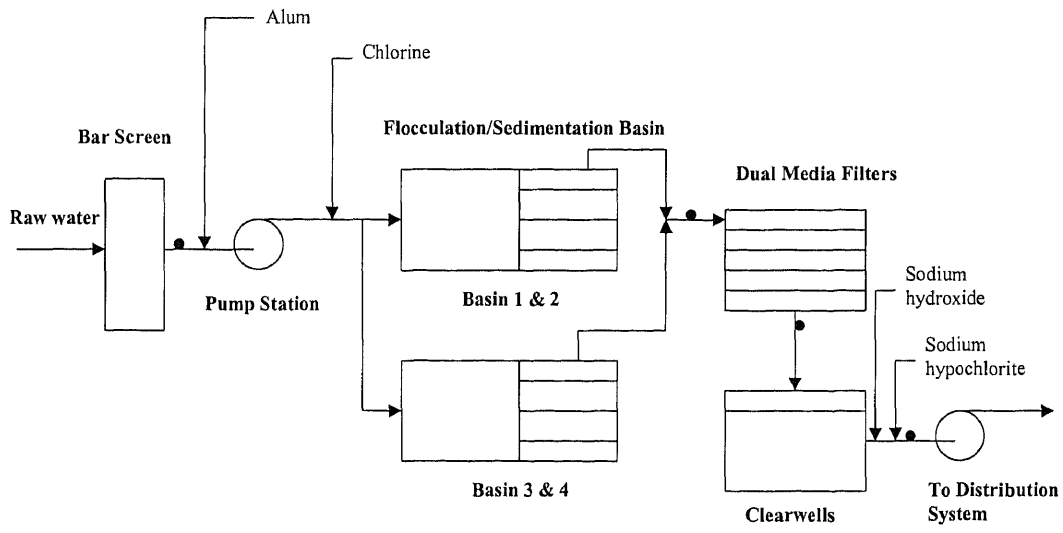 Alum
Chlorine
Bar Screen
Flocculation/Sedimentation Basin
Dual Media Filters
Raw water
Pump Station
Basin 1 & 2
Sodium
hydroxide
Sodium
hypochlorite
Basin 3 & 4
Clearwells
To Distribution
System